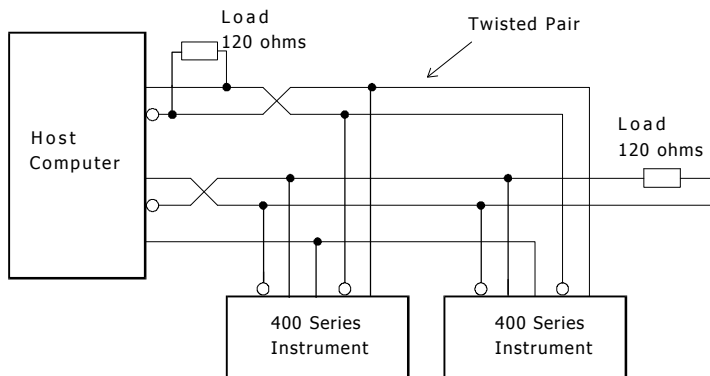 Load
120 ohms
Twisted Pair
Host
Computer
Load
120 ohms
400 Series
Instrument
400 Series
Instrument